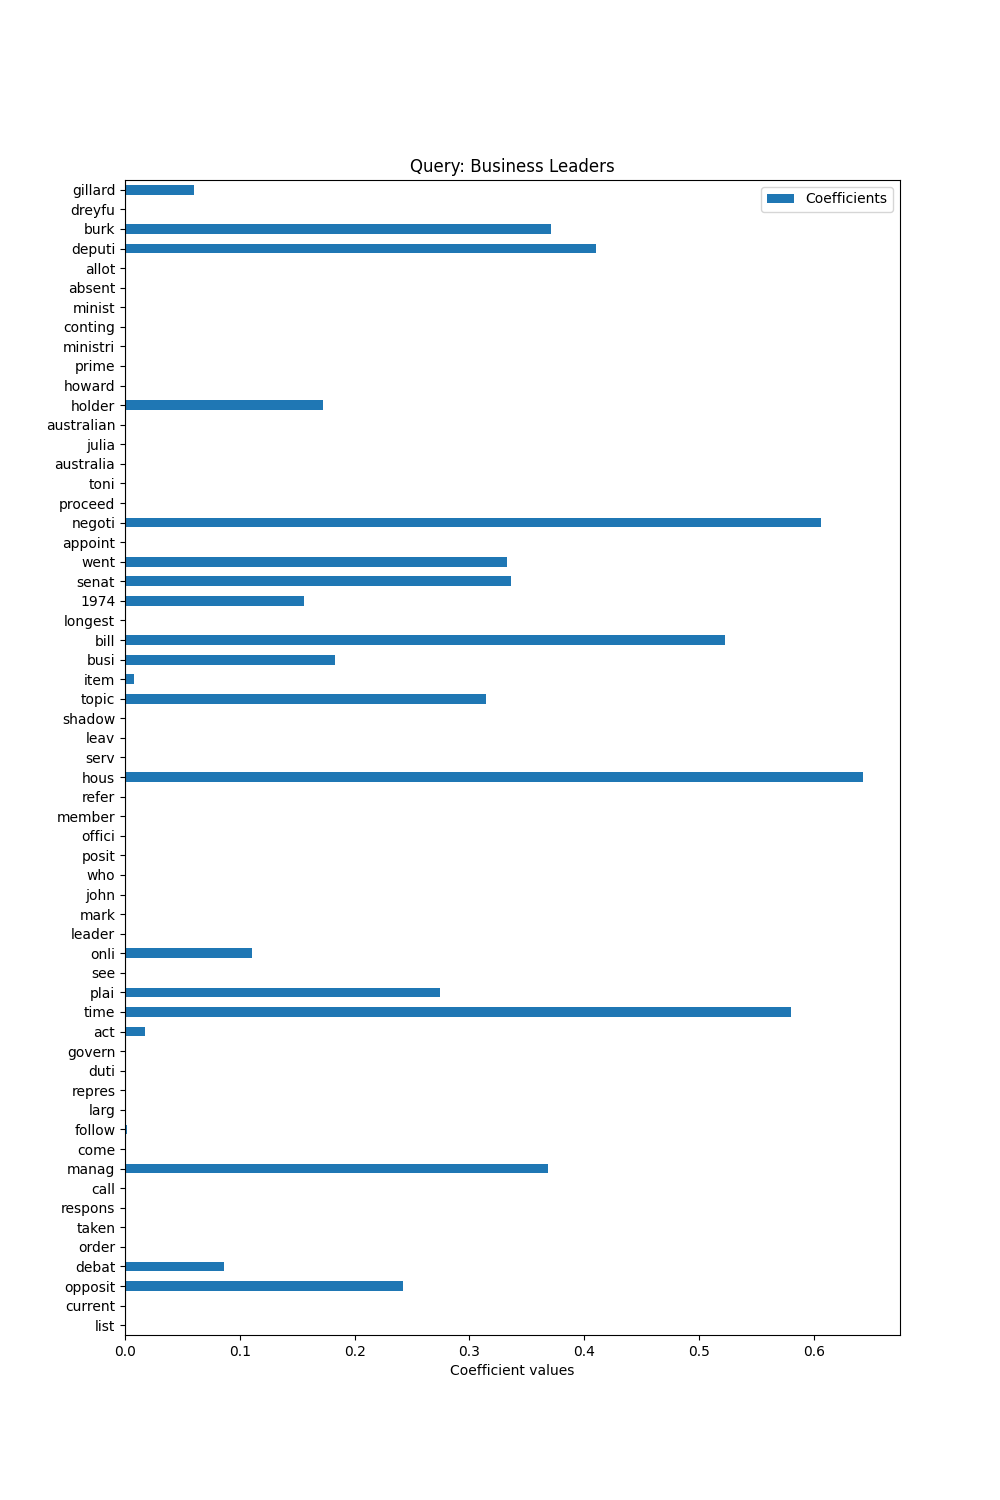 Query: Business Leaders
Coefficients
gillard
dreyfu
burk
deputi
allot
absent
minist
conting
ministri
prime
howard
holder
australian
julia
australia
toni
proceed
negoti
appoint
went
senat
1974
longest
bill
busi
item
topic
shadow
leav
serv
hous
refer
member
offici
posit
who
john
mark
leader
onli
see
plai
time
act
govern
duti
repres
larg
follow
come
manag
call
respons
taken
order
debat
opposit
current
list
0.0 0.1 0.2 0.3 0.4 0.5 0.6
Coefficient values